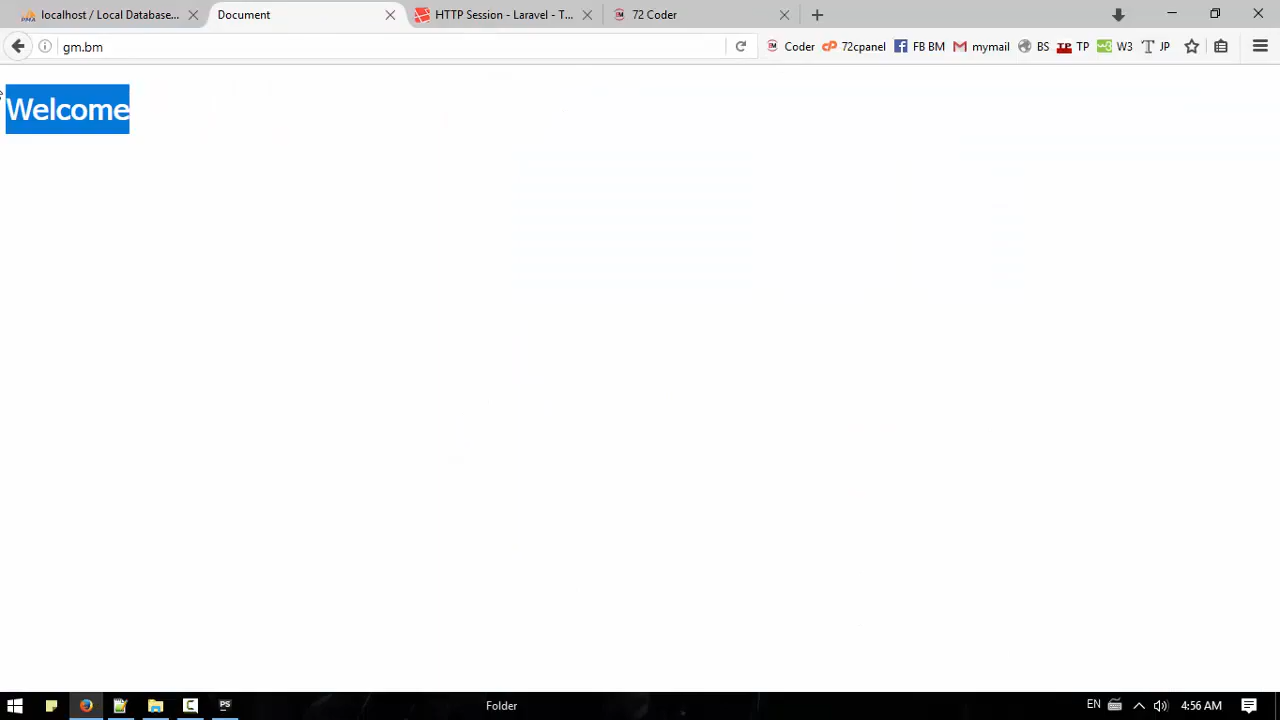 localhost / Local Database...
Document
HTTP Session - Laravel - T...
72 Coder
gm.bm
Coder
72cpanel
FB BM
mymail
BS
TP
W3
JP
Welcome
PS
Folder
EN
4:56 AM